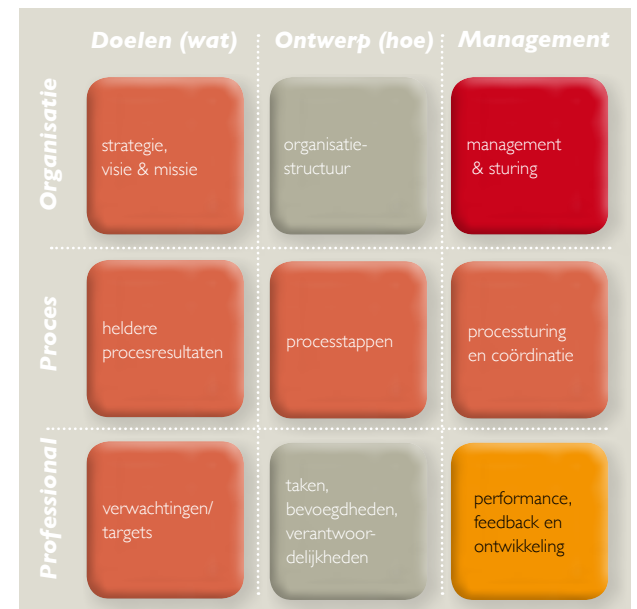 Doelen (wat)
Ontwerp (hoe)
Management
Organisatie
strategie,
visie & missie
organisatie-
structuur
management
& sturing
Proces
heldere
procesresultaten
processtappen
processturing
en coördinatie
Professional
verwachtingen/
targets
taken,
bevoegdheden,
verantwoor-
delijkheden
performance,
feedback en
ontwikkeling